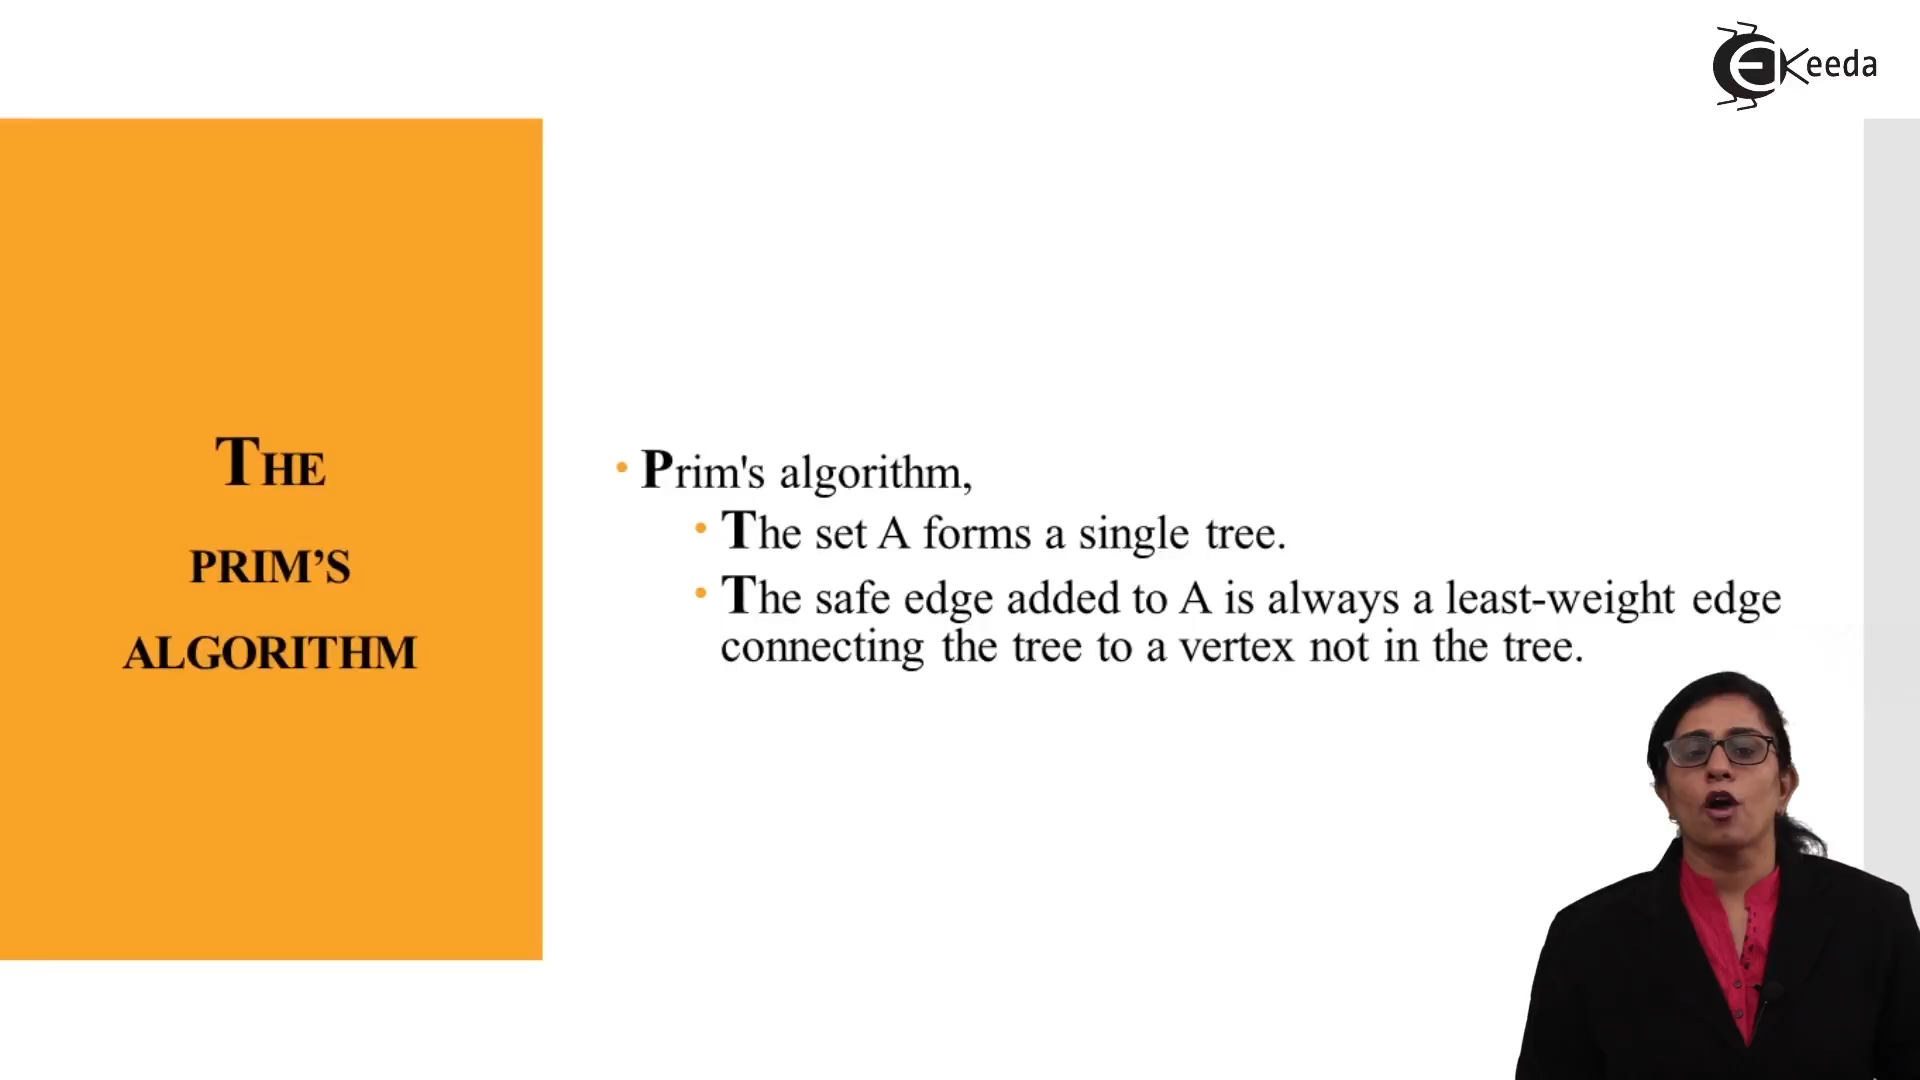 EKeeda
THE
PRIM’S
ALGORITHM
• Prim's algorithm,
• The set A forms a single tree.
• The safe edge added to A is always a least-weight edge
connecting the tree to a vertex not in the tree.